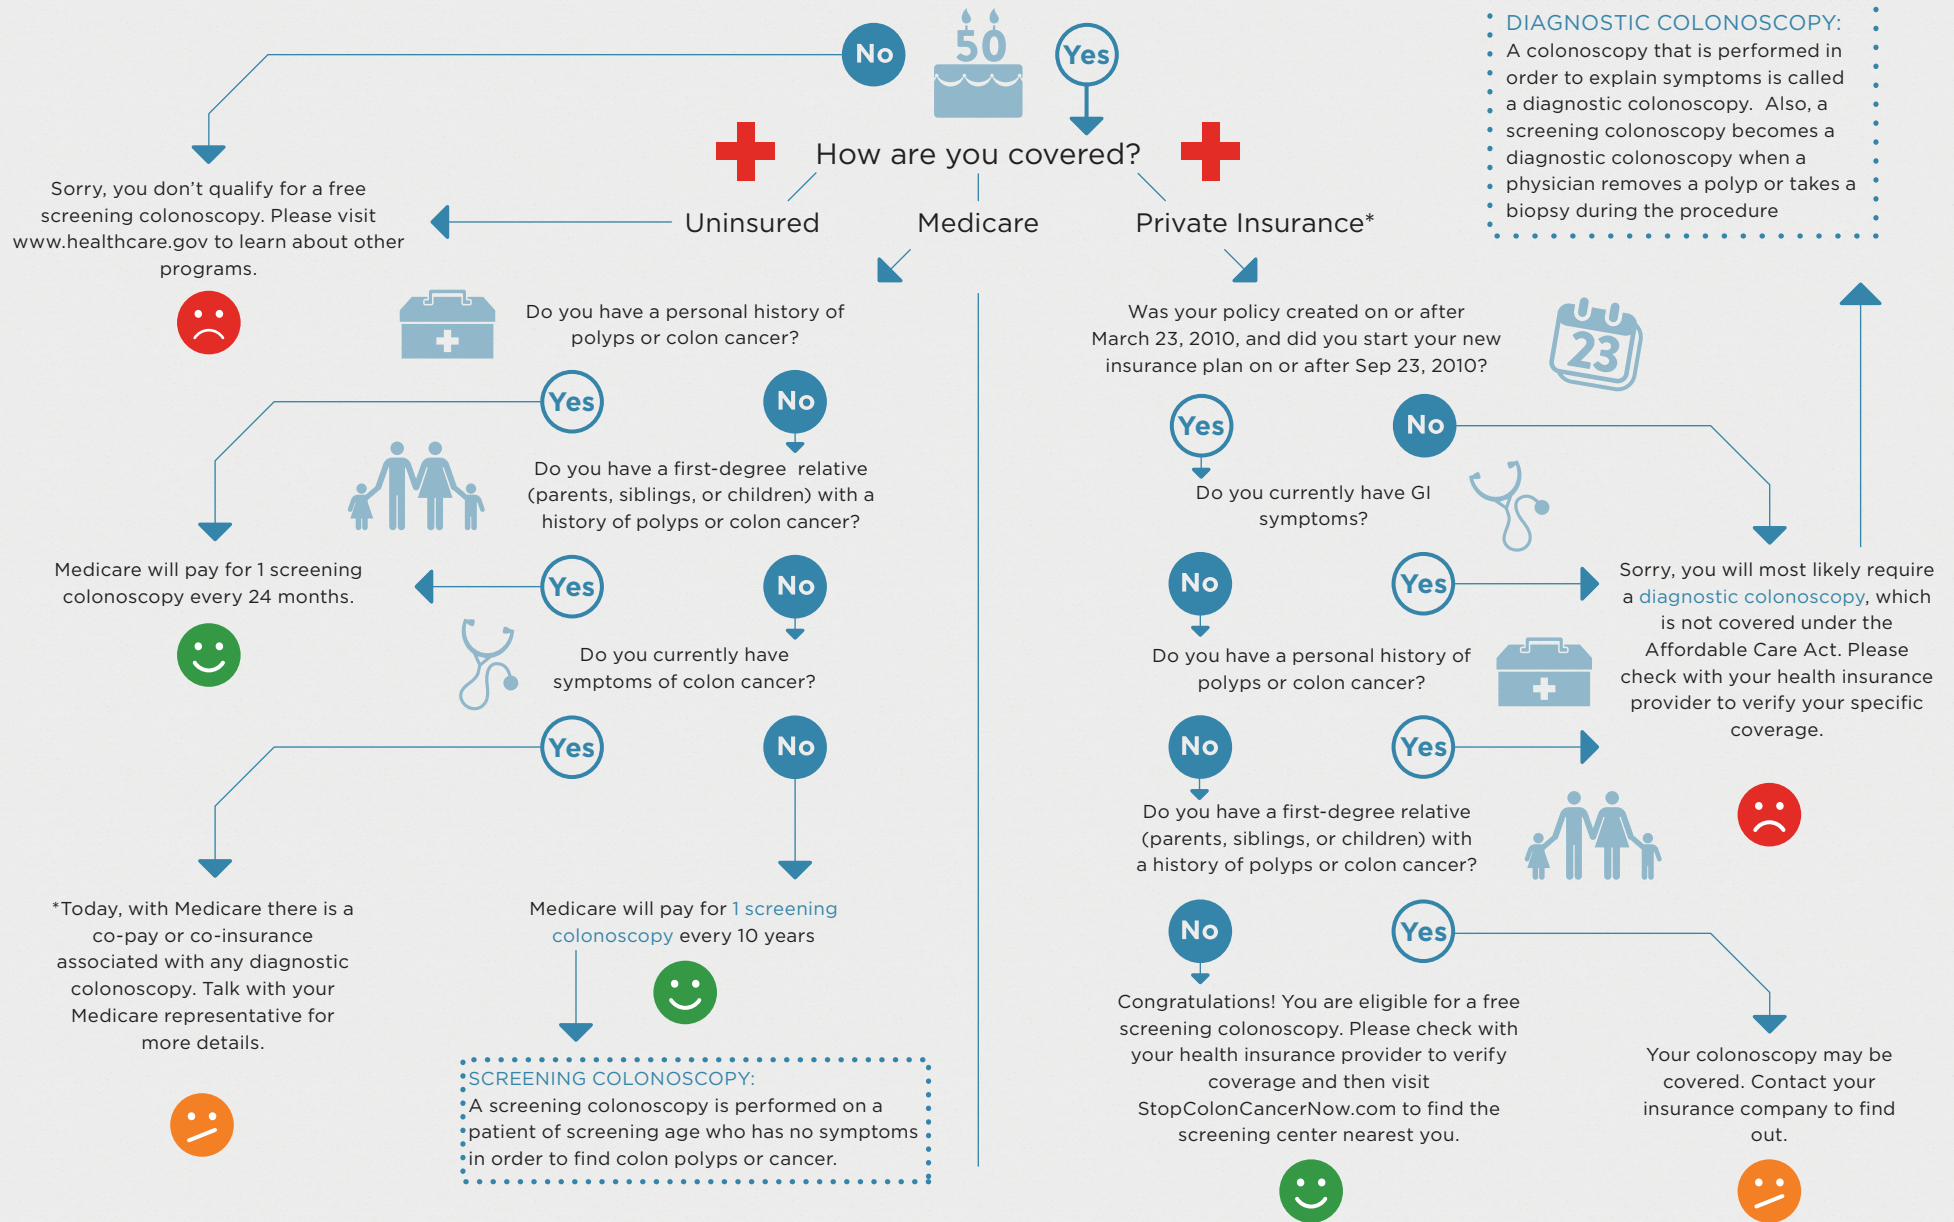 No
50
Yes
How are you covered?
Uninsured
Medicare
Private Insurance*
DIAGNOSTIC COLONOSCOPY:
A colonoscopy that is performed in
order to explain symptoms is called
a diagnostic colonoscopy.  Also, a
screening colonoscopy becomes a
diagnostic colonoscopy when a
physician removes a polyp or takes a
biopsy during the procedure
Sorry, you don't qualify for a free
screening colonoscopy. Please visit
www.healthcare.gov to learn about other
programs.
Do you have a personal history of
polyps or colon cancer?
Yes
No
Do you have a first-degree  relative
(parents, siblings, or children) with a
history of polyps or colon cancer?
Medicare will pay for 1 screening
colonoscopy every 24 months.
Yes
No
Do you currently have
symptoms of colon cancer?
Yes
No
*Today, with Medicare there is a
co-pay or co-insurance
associated with any diagnostic
colonoscopy. Talk with your
Medicare representative for
more details.
Medicare will pay for 1 screening
colonoscopy every 10 years
SCREENING COLONOSCOPY:
A screening colonoscopy is performed on a
patient of screening age who has no symptoms
in order to find colon polyps or cancer.
Was your policy created on or after
March 23, 2010, and did you start your new
insurance plan on or after Sep 23, 2010?
23
Yes
No
Do you currently have GI
symptoms?
No
Yes
Sorry, you will most likely require
a diagnostic colonoscopy, which
is not covered under the
Affordable Care Act. Please
check with your health insurance
provider to verify your specific
coverage.
Do you have a personal history of
polyps or colon cancer?
No
Yes
Do you have a first-degree relative
(parents, siblings, or children) with
a history of polyps or colon cancer?
No
Yes
Congratulations! You are eligible for a free
screening colonoscopy. Please check with
your health insurance provider to verify
coverage and then visit
StopColonCancerNow.com to find the
screening center nearest you.
Your colonoscopy may be
covered. Contact your
insurance company to find
out.